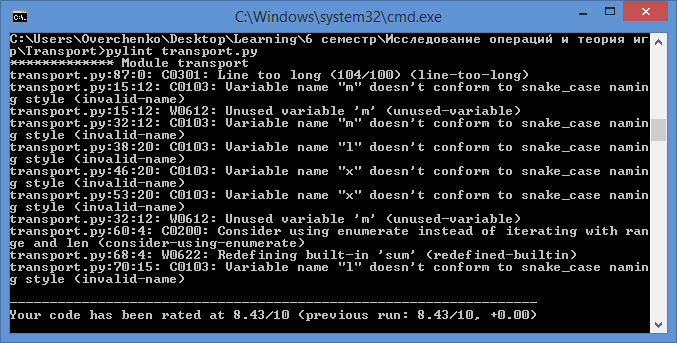 C:\Windows\system32\cmd.exe
C:\Users\Overchenko\Desktop\Learning\6 семестр\Исследование операций и теория иг
р\Transport>pylint transport.py
************* Module transport
transport.py:87:0: C0301: Line too long (104/100) (line-too-long)
transport.py:15:12: C0103: Variable name "m" doesn't conform to snake_case namin
g style (invalid-name)
transport.py:15:12: W0612: Unused variable 'm' (unused-variable)
transport.py:32:12: C0103: Variable name "m" doesn't conform to snake_case namin
g style (invalid-name)
transport.py:38:20: C0103: Variable name "l" doesn't conform to snake_case namin
g style (invalid-name)
transport.py:46:20: C0103: Variable name "x" doesn't conform to snake_case namin
g style (invalid-name)
transport.py:53:20: C0103: Variable name "x" doesn't conform to snake_case namin
g style (invalid-name)
transport.py:32:12: W0612: Unused variable 'm' (unused-variable)
transport.py:60:4: C0200: Consider using enumerate instead of iterating with ran
ge and len (consider-using-enumerate)
transport.py:68:4: W0622: Redefining built-in 'sum' (redefined-builtin)
transport.py:70:15: C0103: Variable name "l" doesn't conform to snake_case namin
g style (invalid-name)
------------------------------------------------------------------
Your code has been rated at 8.43/10 (previous run: 8.43/10, +0.00)